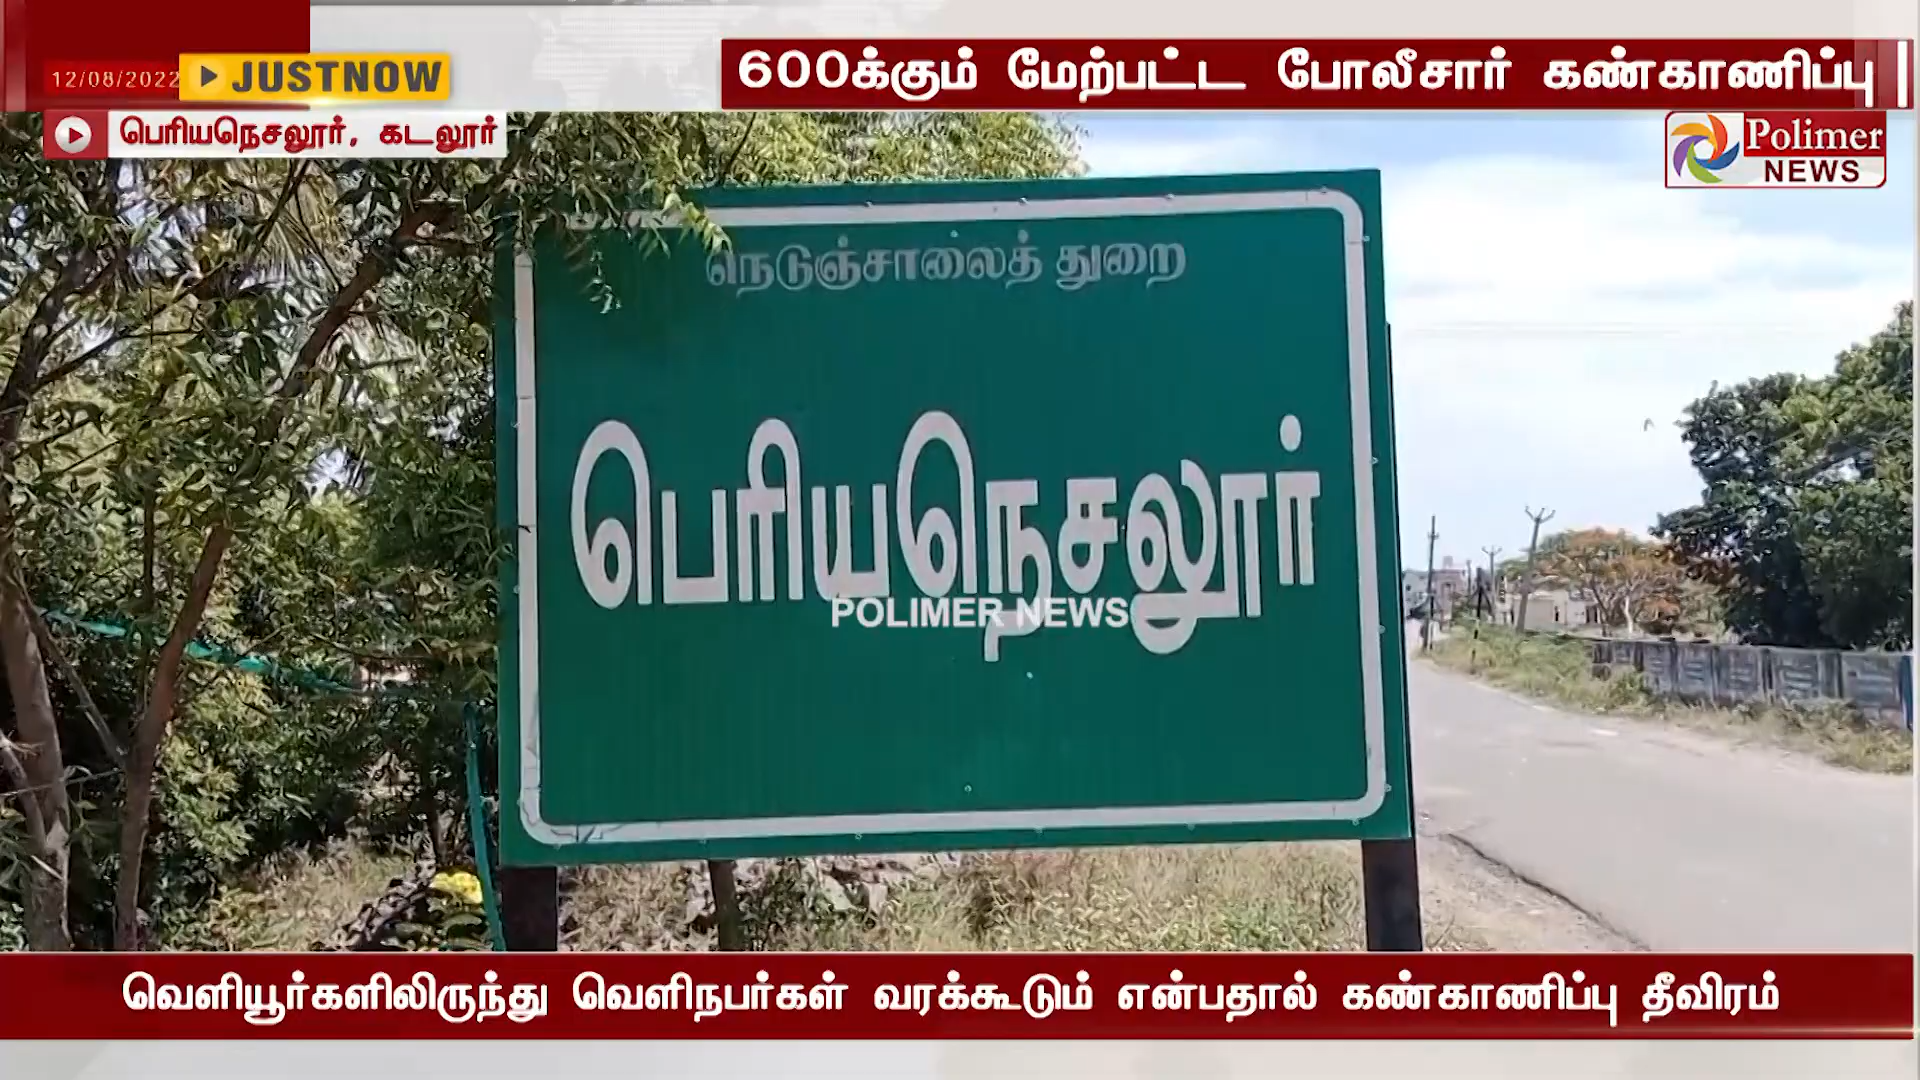 600க்கும் மேற்பட்ட போலீசார் கண்காணிப்பு
12/08/2022
JUSTNOW
பெரியநெசலூர், கடலூர்
Polimer
NEWS
நெடுஞ்சாலைத் துறை
பெரியநெசலூர்
POLIMER NEWS
வெளியூர்களிலிருந்து வெளிநபர்கள் வரக்கூடும் என்பதால் கண்காணிப்பு தீவிரம்